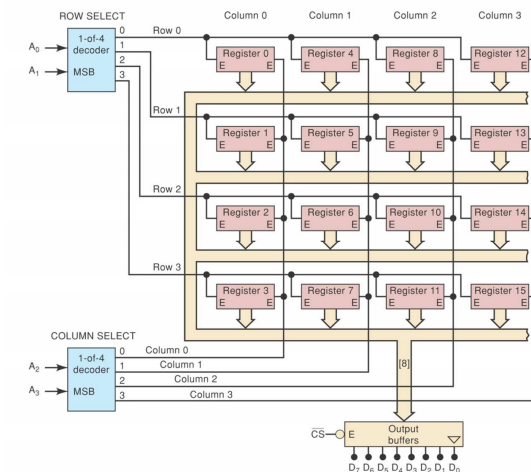 Column 0 Column 1 Column 2 Column 3
ROW SELECT
Row 0
0
A0
1-of-4
decoder
1
2
A1
MSB
3
Register 0 Register 4 Register 8 Register 12
E E E E E E E
Row 1
Register 1 Register 5 Register 9 Register 13
E E E E E E E E
Row 2
Register 2 Register 6 Register 10 Register 14
E E E E E E E E
Row 3
Register 3 Register 7 Register 11 Register 15
E E E E E E E E
COLUMN SELECT
0 Column 0
A2
1-of-4
decoder
1 Column 1
2 Column 2
A3
MSB
3 Column 3
[8]
CS E Output
buffers
D7 D6 D5 D4 D3 D2 D1 D0